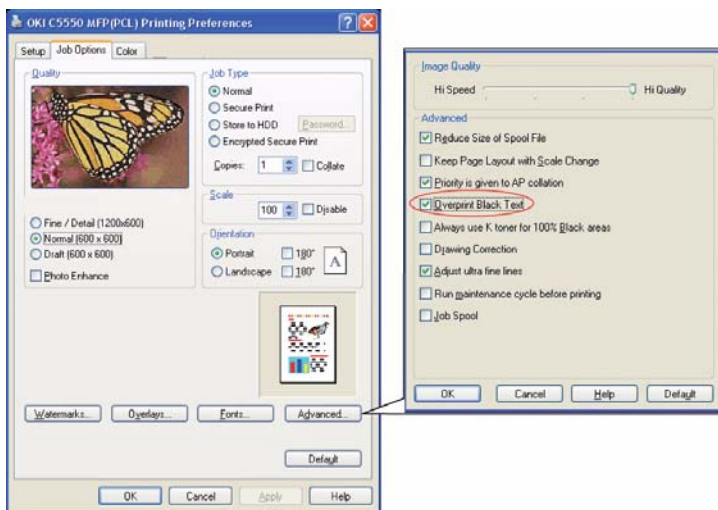 OKI C5550 MFP(PCL) Printing Preferences
Setup Job Options Color
Quality
Fine / Detail (1200x600)
Normal (600 x 600)
Draft (600 x 600)
Photo Enhance
Job Type
Normal
Secure Print
Store to HDD Password...
Encrypted Secure Print
Copies: 1 Collate
Scale
100 Disable
Orientation
Portrait 180°
Landscape 180°
A
Watermarks... Overlays... Fonts... Advanced...
Default
OK Cancel Apply Help
Image Quality
Hi Speed Hi Quality
Advanced
Reduce Size of Spool File
Keep Page Layout with Scale Change
Priority is given to AP collation
Overprint Black Text
Always use K toner for 100% Black areas
Drawing Correction
Adjust ultra fine lines
Run maintenance cycle before printing
Job Spool
OK Cancel Help Default